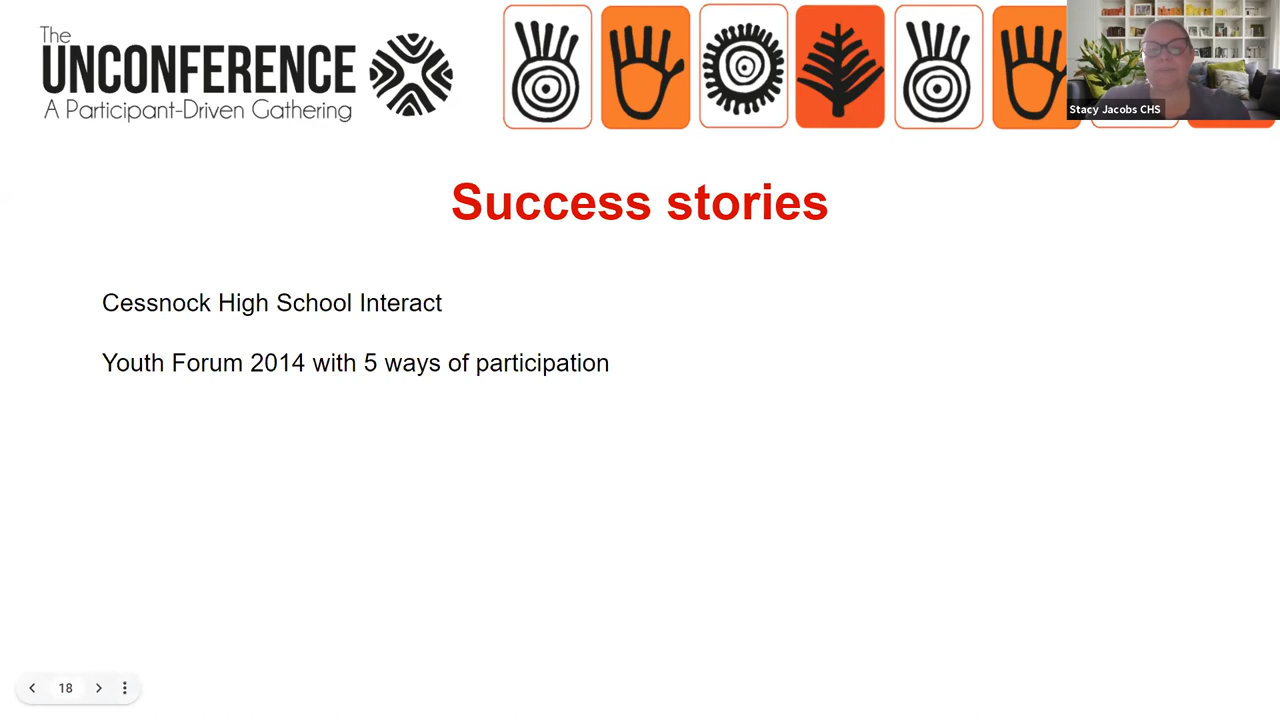 The
UNCONFERENCE
A Participant-Driven Gathering
Stacy Jacobs CHS
Success stories
Cessnock High School Interact
Youth Forum 2014 with 5 ways of participation
18